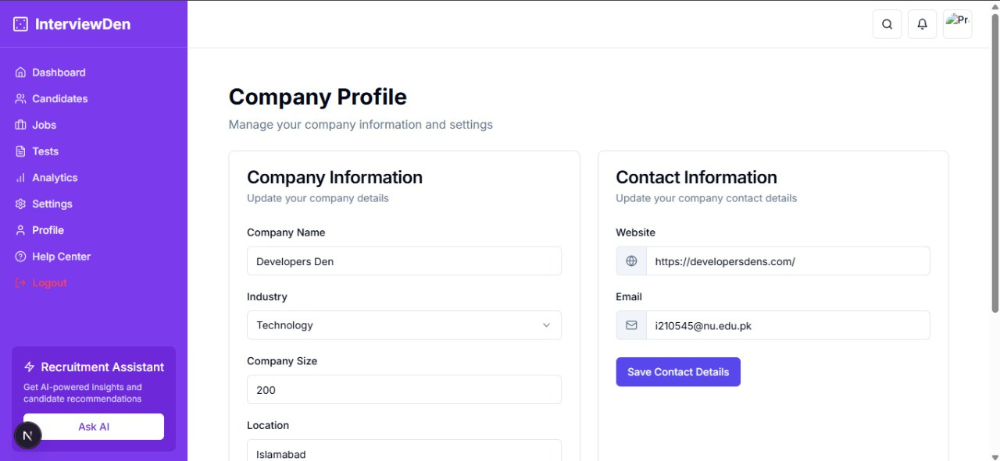 InterviewDen
Dashboard
Candidates
Jobs
Tests
Analytics
Settings
Profile
Help Center
Logout
Recruitment Assistant
Get AI-powered insights and
candidate recommendations
Ask AI
N
Pr
Company Profile
Manage your company information and settings
Company Information
Update your company details
Company Name
Developers Den
Industry
Technology
Company Size
200
Location
Islamabad
Contact Information
Update your company contact details
Website
https://developersdens.com/
Email
i210545@nu.edu.pk
Save Contact Details